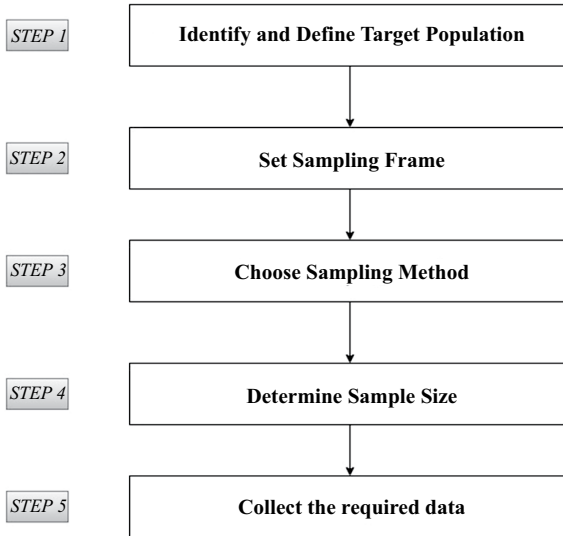 STEP 1
Identify and Define Target Population
STEP 2
Set Sampling Frame
STEP 3
Choose Sampling Method
STEP 4
Determine Sample Size
STEP 5
Collect the required data